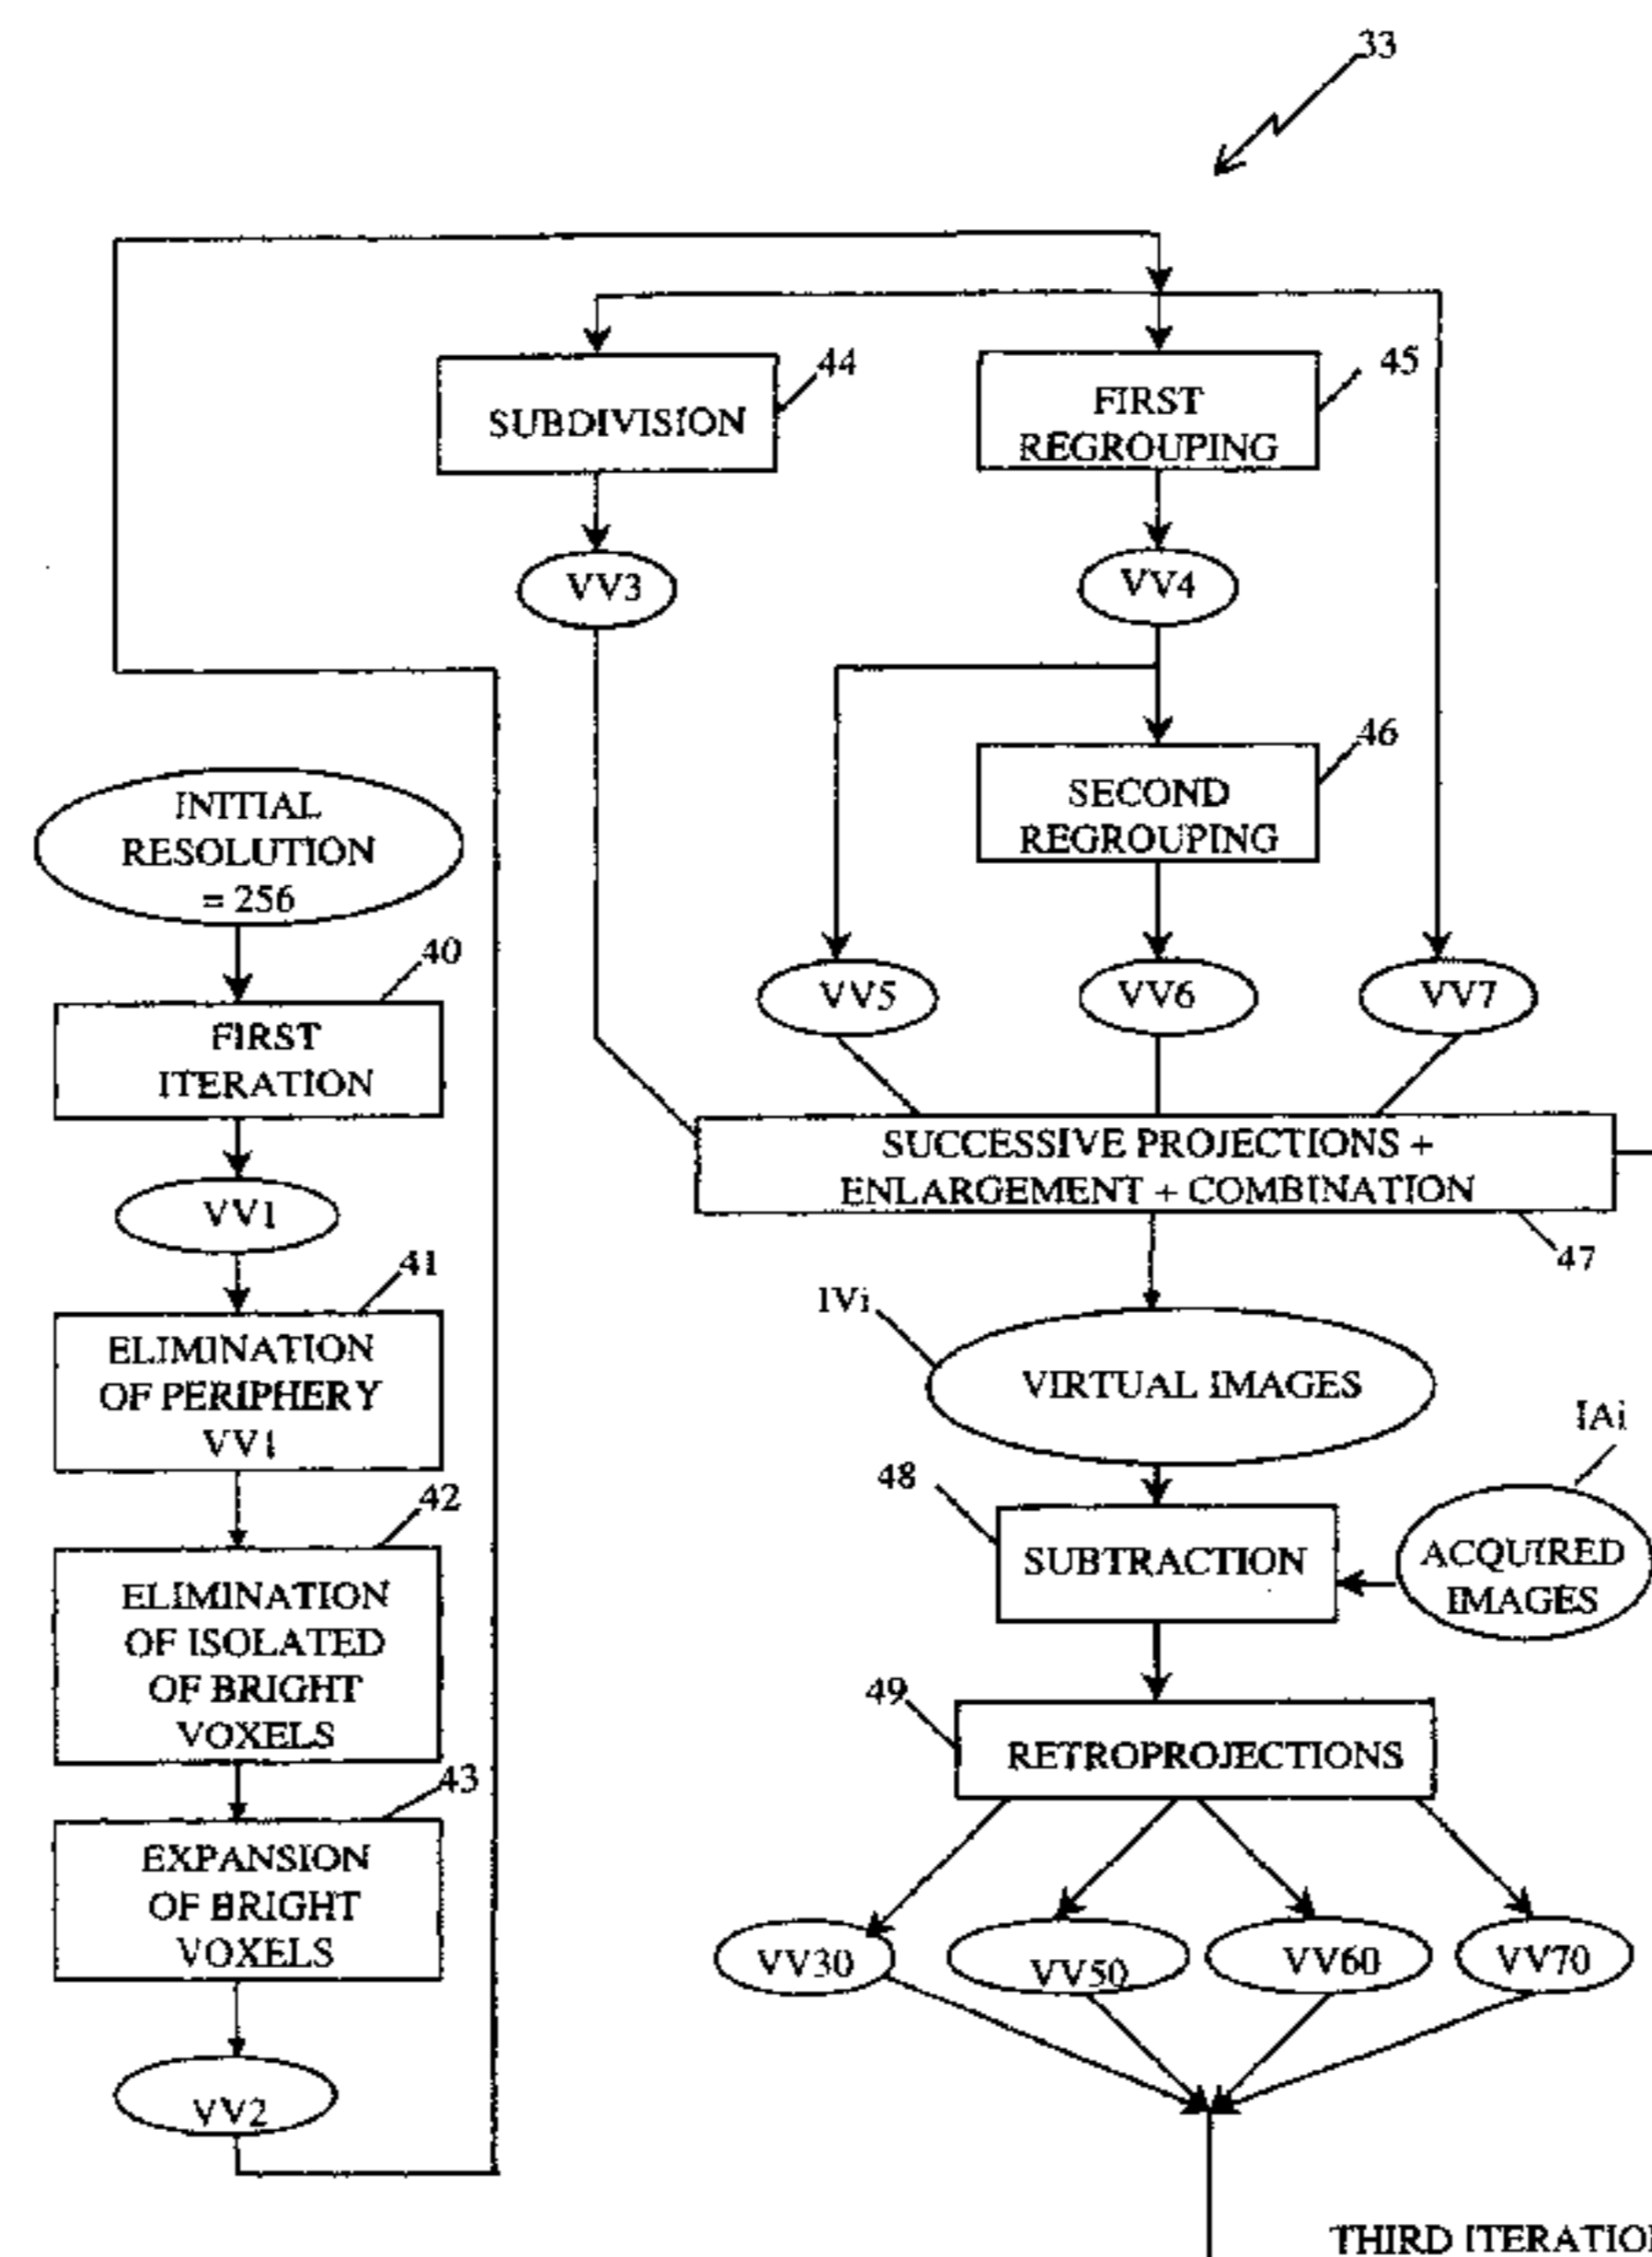 33
44
SUBDIVISION
45
FIRST
REGROUPING
VV3
VV4
46
SECOND
REGROUPING
INITIAL
RESOLUTION
= 256
40
FIRST
ITERATION
VV5
VV6
VV7
SUCCESSIVE PROJECTIONS +
ENLARGEMENT + COMBINATION
47
VV1
41
ELIMINATION
OF PERIPHERY
VV1
IVi
VIRTUAL IMAGES
IAi
42
ELIMINATION
OF ISOLATED
OF BRIGHT
VOXELS
48
SUBTRACTION
ACQUIRED
IMAGES
49
RETROPROJECTIONS
43
EXPANSION
OF BRIGHT
VOXELS
VV30
VV50
VV60
VV70
VV2
THIRD ITERATIO